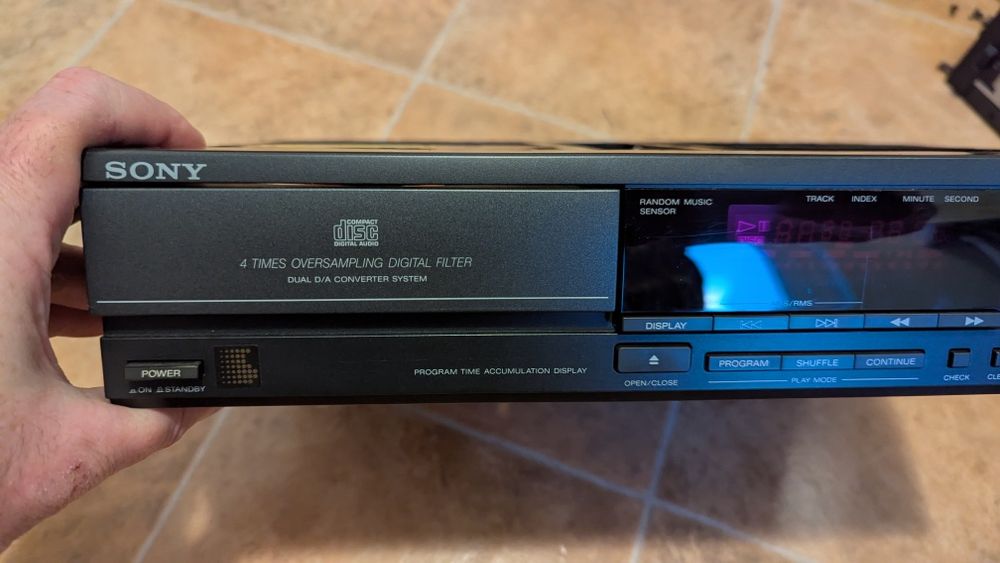 SONY
COMPACT
disc
DIGITAL AUDIO
4 TIMES OVERSAMPLING DIGITAL FILTER
DUAL D/A CONVERTER SYSTEM
RANDOM MUSIC
SENSOR
TRACK INDEX MINUTE SECOND
DISPLAY
POWER
ON STANDBY
PROGRAM TIME ACCUMULATION DISPLAY
OPEN/CLOSE
PROGRAM SHUFFLE CONTINUE
PLAY MODE
CHECK